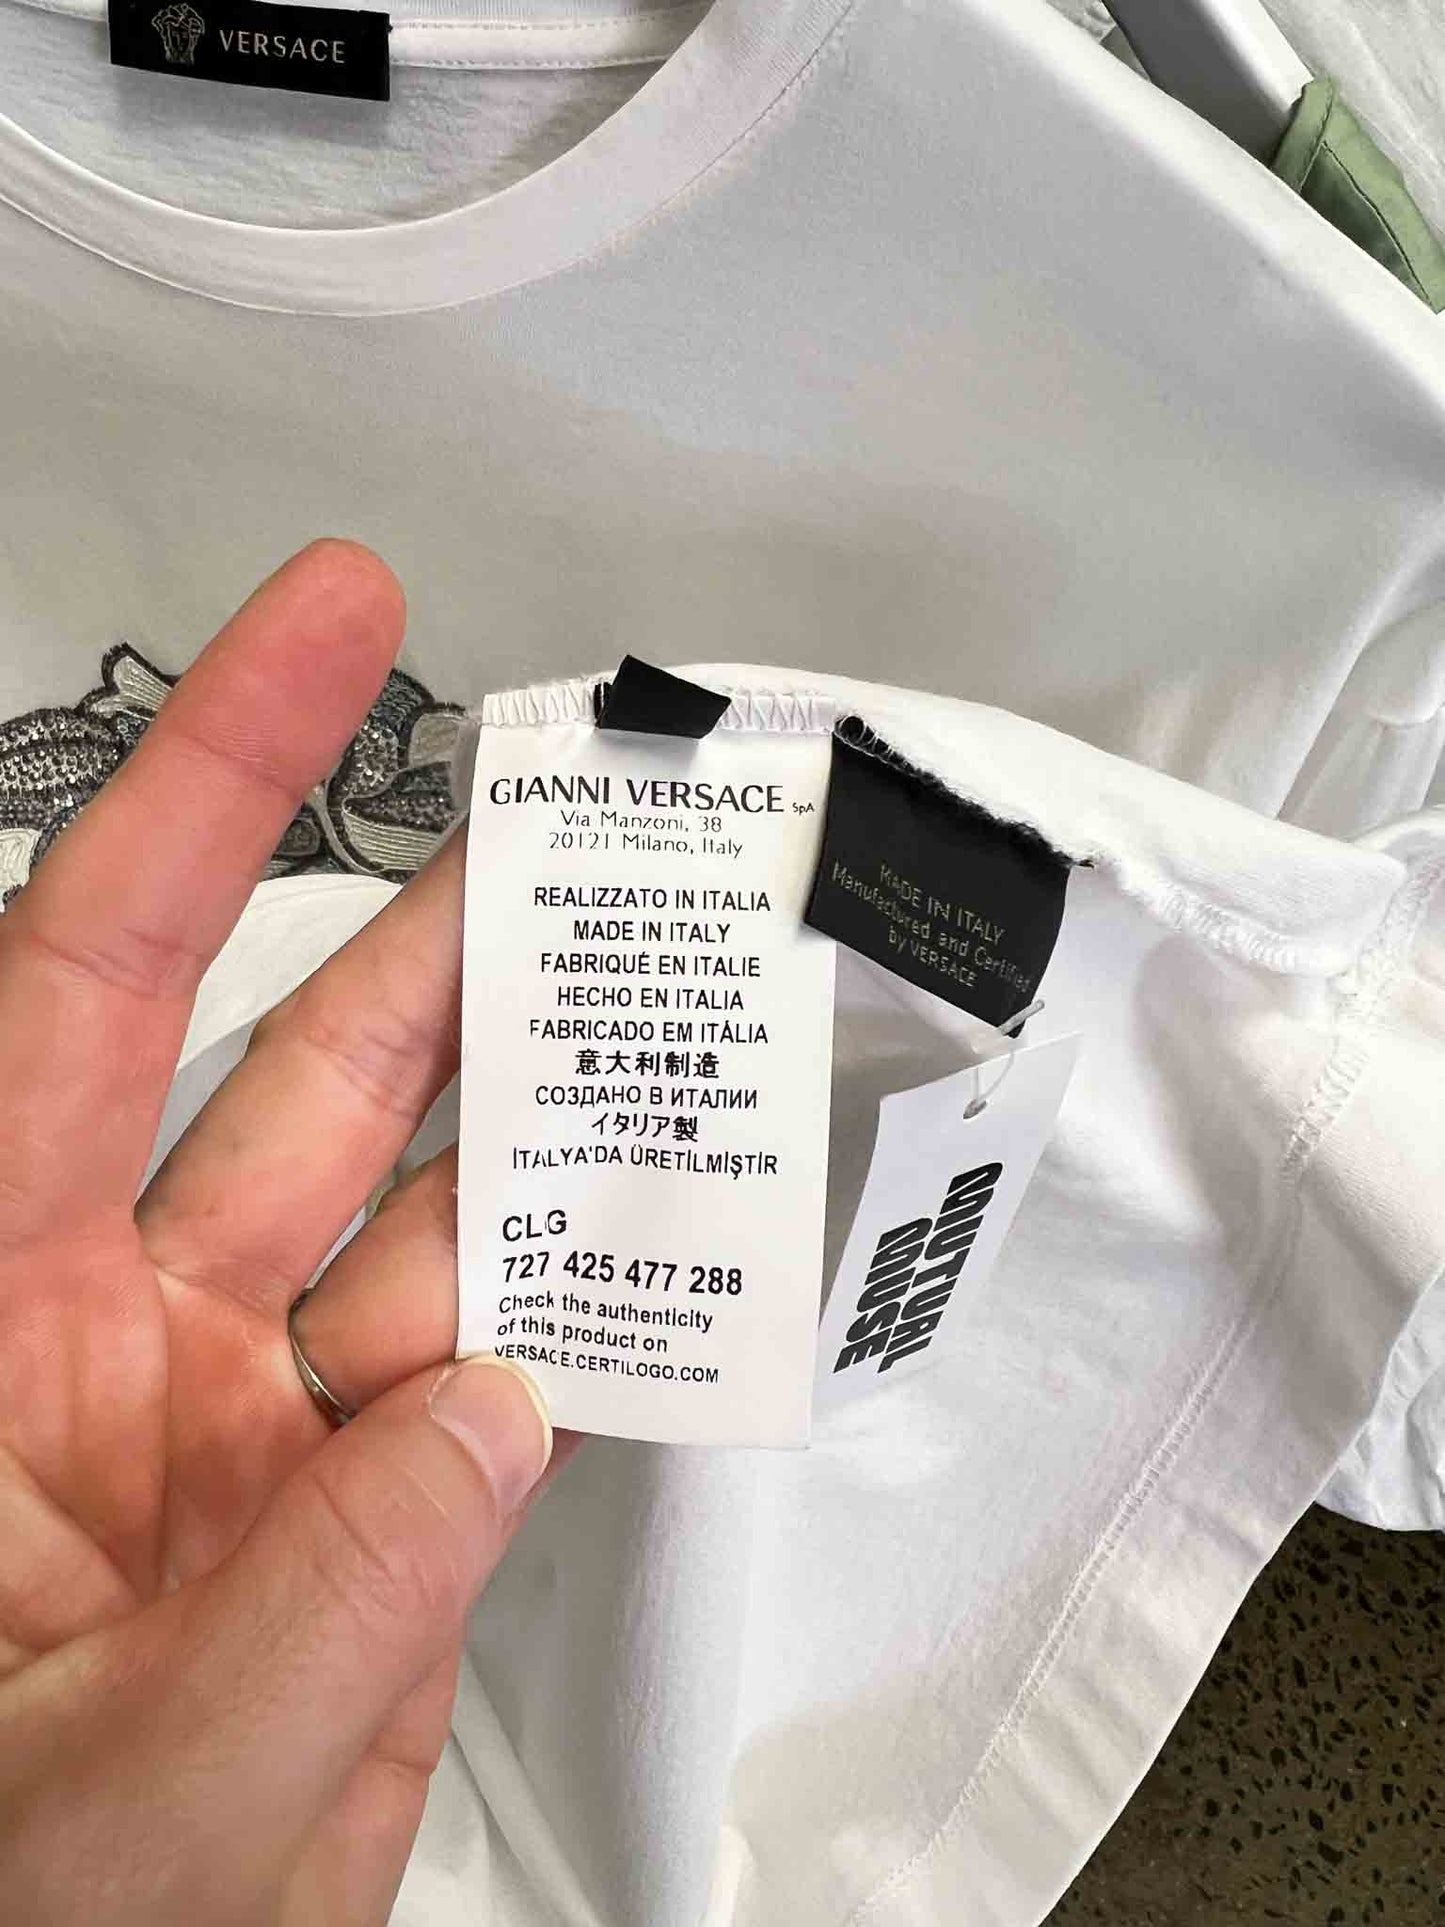 VERSACE
GIANNI VERSACE SpA
Via Manzoni, 38
20121 Milano, Italy
REALIZZATO IN ITALIA
MADE IN ITALY
FABRIQUÉ EN ITALIE
HECHO EN ITALIA
FABRICADO EM ITÁLIA
意大利制造
СОЗДАНО В ИТАЛИИ
イタリア製
İTALYA'DA ÜRETİLMİŞTİR
CLG
727 425 477 288
Check the authenticity
of this product on
VERSACE.CERTILOGO.COM
MADE IN ITALY
Manufactured and Certified
by VERSACE
MUTUAL
MUSE